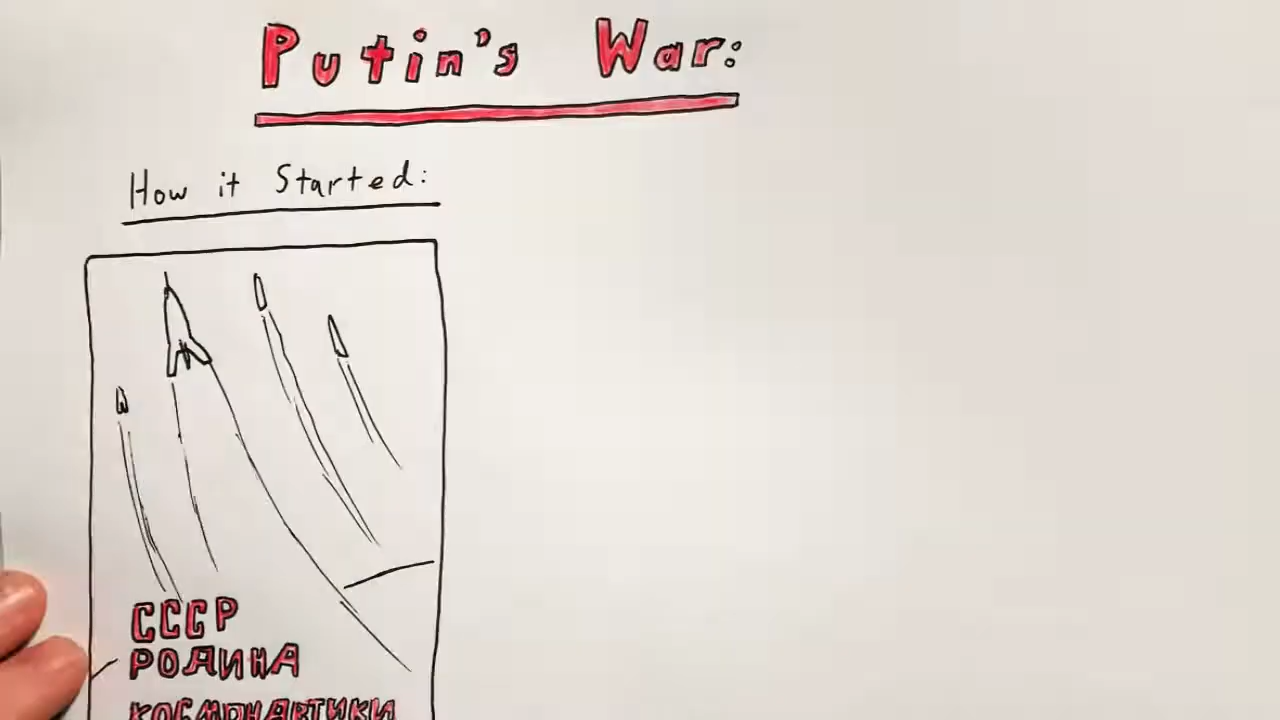 Putin's War:
How it Started:
СССР
РОДИНА
КОСМОНАВТИКИ